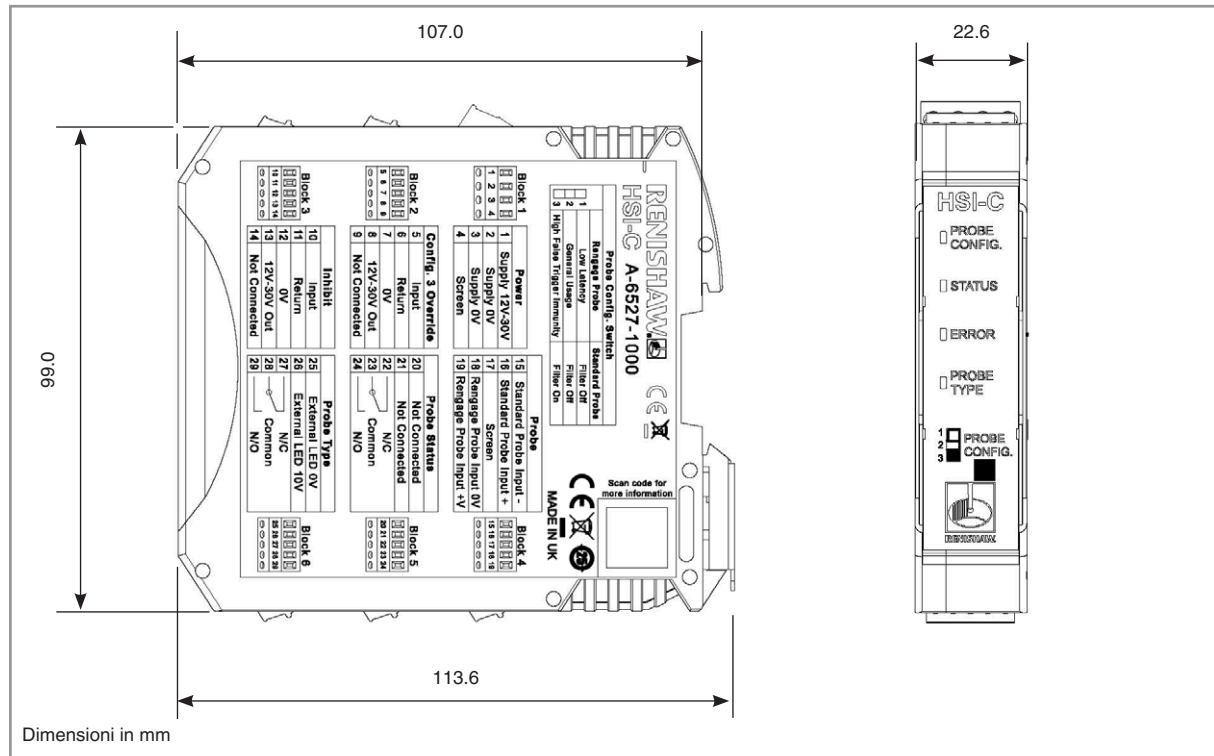 107.0
22.6
99.0
113.6
Dimensioni in mm
RENISHAW
HSI-C A-6527-1000
Probe Config. Switch
Rengage Probe Standard Probe
1 Low Latency Filter Off
2 General Usage Filter Off
3 High False Trigger Immunity Filter On
Block 1
1 2 3 4
Power
1 Supply 12V-30V
2 Supply 0V
3 Supply 0V
4 Screen
Block 2
5 6 7 8 9
Config. 3 Override
5 Input
6 Return
7 0V
8 12V-30V Out
9 Not Connected
Block 3
10 11 12 13 14
Inhibit
10 Input
11 Return
12 0V
13 12V-30V Out
14 Not Connected
Probe
15 Standard Probe Input -
16 Standard Probe Input +
17 Screen
18 Rengage Probe Input 0V
19 Rengage Probe Input +V
Block 4
15 16 17 18 19
Probe Status
20 Not Connected
21 Not Connected
22 N/C
23 Common
24 N/O
Block 5
20 21 22 23 24
Probe Type
25 External LED 0V
26 External LED 10V
27 N/C
28 Common
29 N/O
Block 6
25 26 27 28 29
CE
Scan code for
more information
CE
25
MADE IN UK
HSI-C
PROBE
CONFIG.
STATUS
ERROR
PROBE
TYPE
1
2
3
PROBE
CONFIG.
RENISHAW